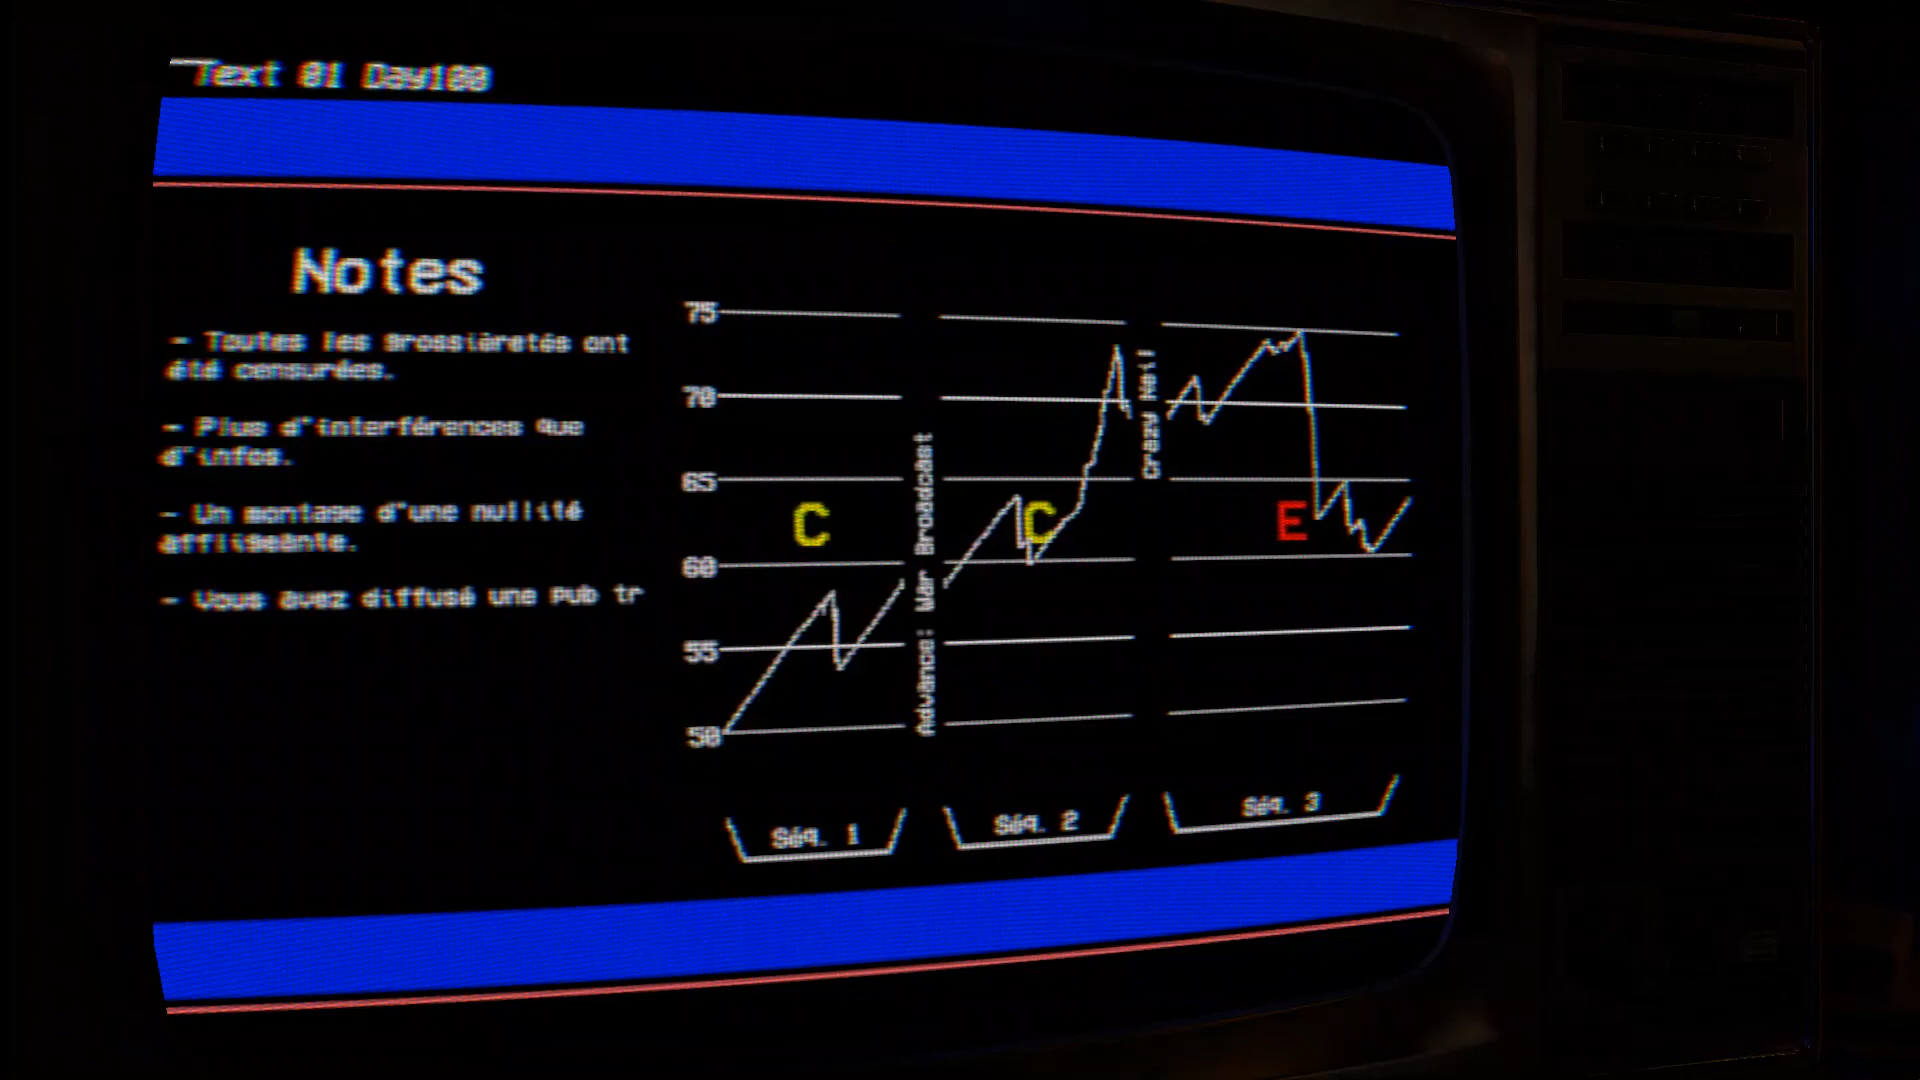 Text 01 Day100
Notes
- Toutes les grossièretés ont
été censurées.
- Plus d'interférences que
d'infos.
- Un montage d'une nullité
affligeante.
- Vous avez diffusé une pub tr
75
70
65
60
55
50
C
Advance: War Broadcast
C
Crazy Neil
E
Séq. 1
Séq. 2
Séq. 3